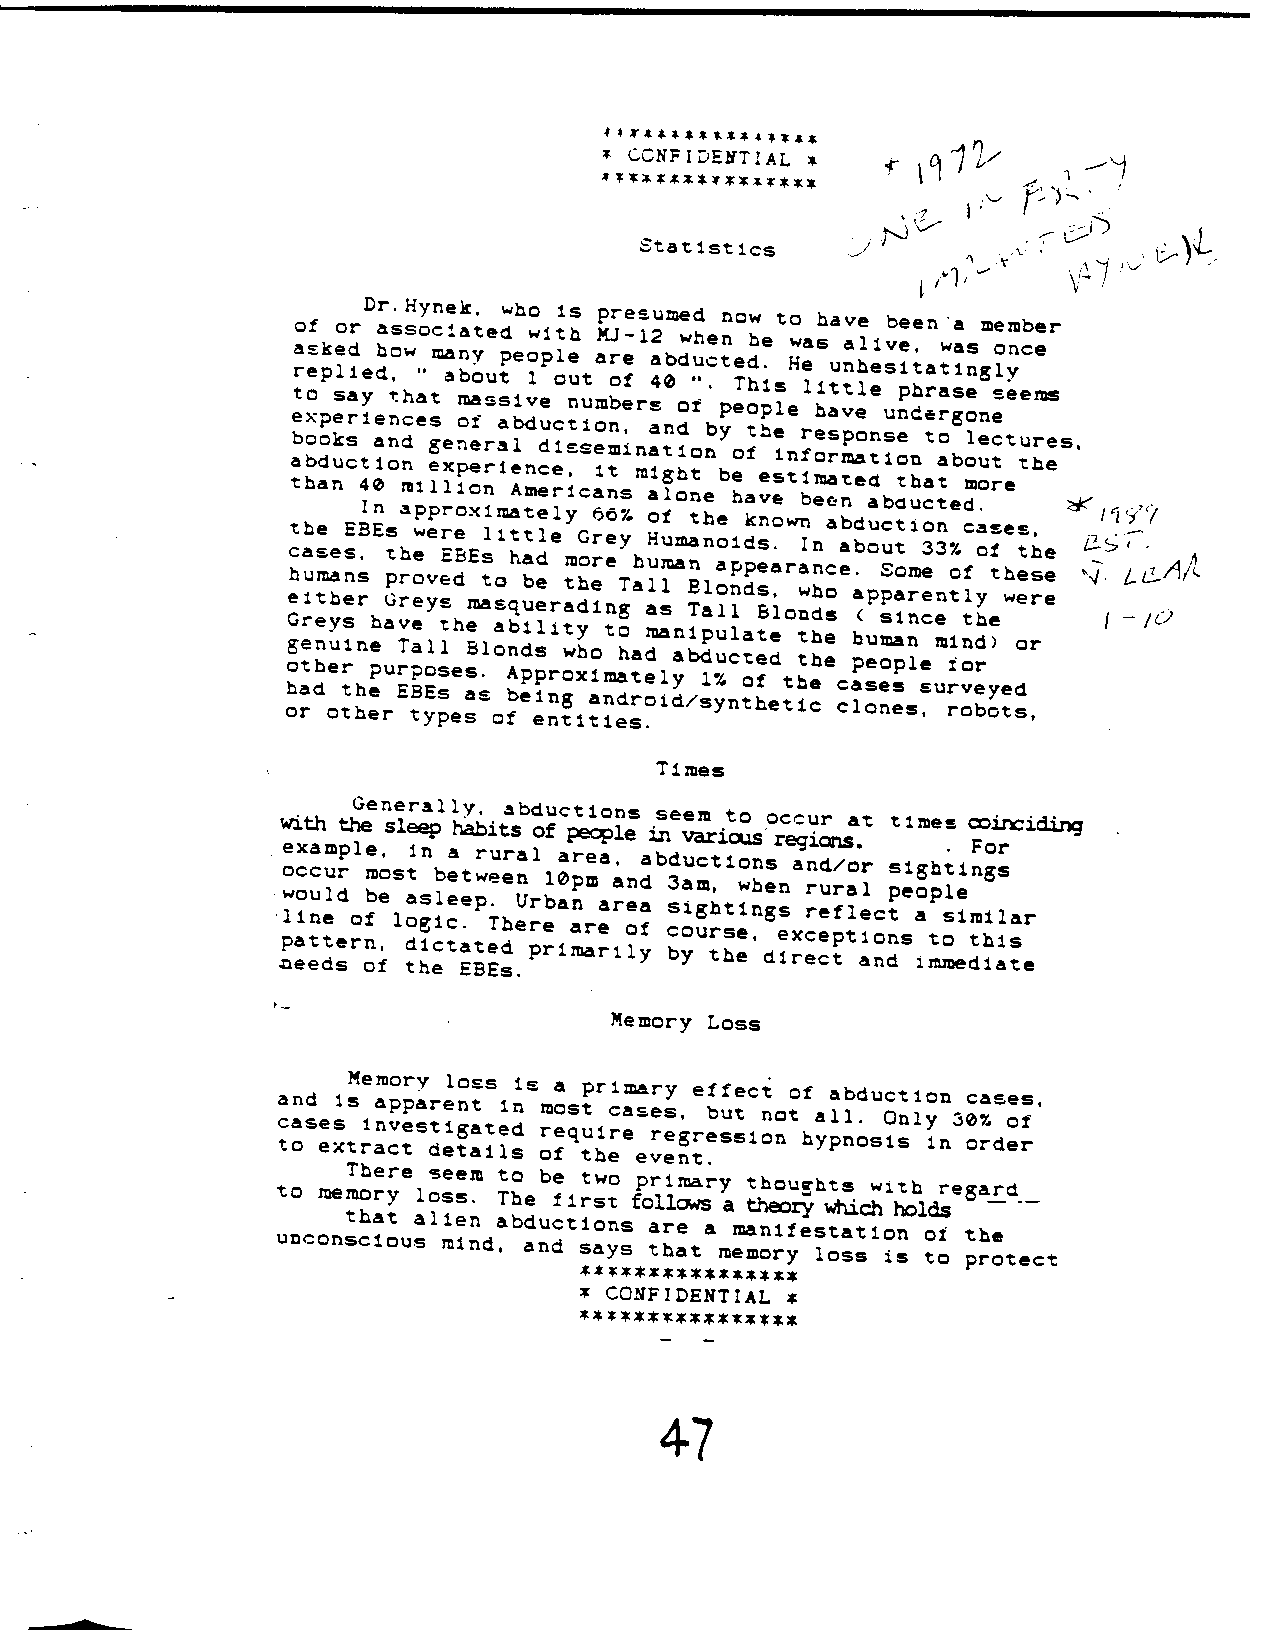 ****************
* CONFIDENTIAL *
****************
* 1972
ONE IN FORTY
IMPLANTED
HYNEK
Statistics
Dr. Hynek, who is presumed now to have been a member
of or associated with MJ-12 when he was alive, was once
asked how many people are abducted. He unhesitatingly
replied, " about 1 out of 40 ". This little phrase seems
to say that massive numbers of people have undergone
experiences of abduction, and by the response to lectures,
books and general dissemination of information about the
abduction experience, it might be estimated that more
than 40 million Americans alone have been abducted.
In approximately 66% of the known abduction cases,
the EBEs were little Grey Humanoids. In about 33% of the
cases, the EBEs had more human appearance. Some of these
humans proved to be the Tall Blonds, who apparently were
either Greys masquerading as Tall Blonds ( since the
Greys have the ability to manipulate the human mind) or
genuine Tall Blonds who had abducted the people for
other purposes. Approximately 1% of the cases surveyed
had the EBEs as being android/synthetic clones, robots,
or other types of entities.
* 1989
EST.
J. LEAR
1-10
Times
Generally, abductions seem to occur at times coinciding
with the sleep habits of people in various regions. . For
example, in a rural area, abductions and/or sightings
occur most between 10pm and 3am, when rural people
would be asleep. Urban area sightings reflect a similar
line of logic. There are of course, exceptions to this
pattern, dictated primarily by the direct and immediate
needs of the EBEs.
Memory Loss
Memory loss is a primary effect of abduction cases,
and is apparent in most cases, but not all. Only 30% of
cases investigated require regression hypnosis in order
to extract details of the event.
There seem to be two primary thoughts with regard
to memory loss. The first follows a theory which holds
that alien abductions are a manifestation of the
unconscious mind, and says that memory loss is to protect
****************
* CONFIDENTIAL *
****************
47